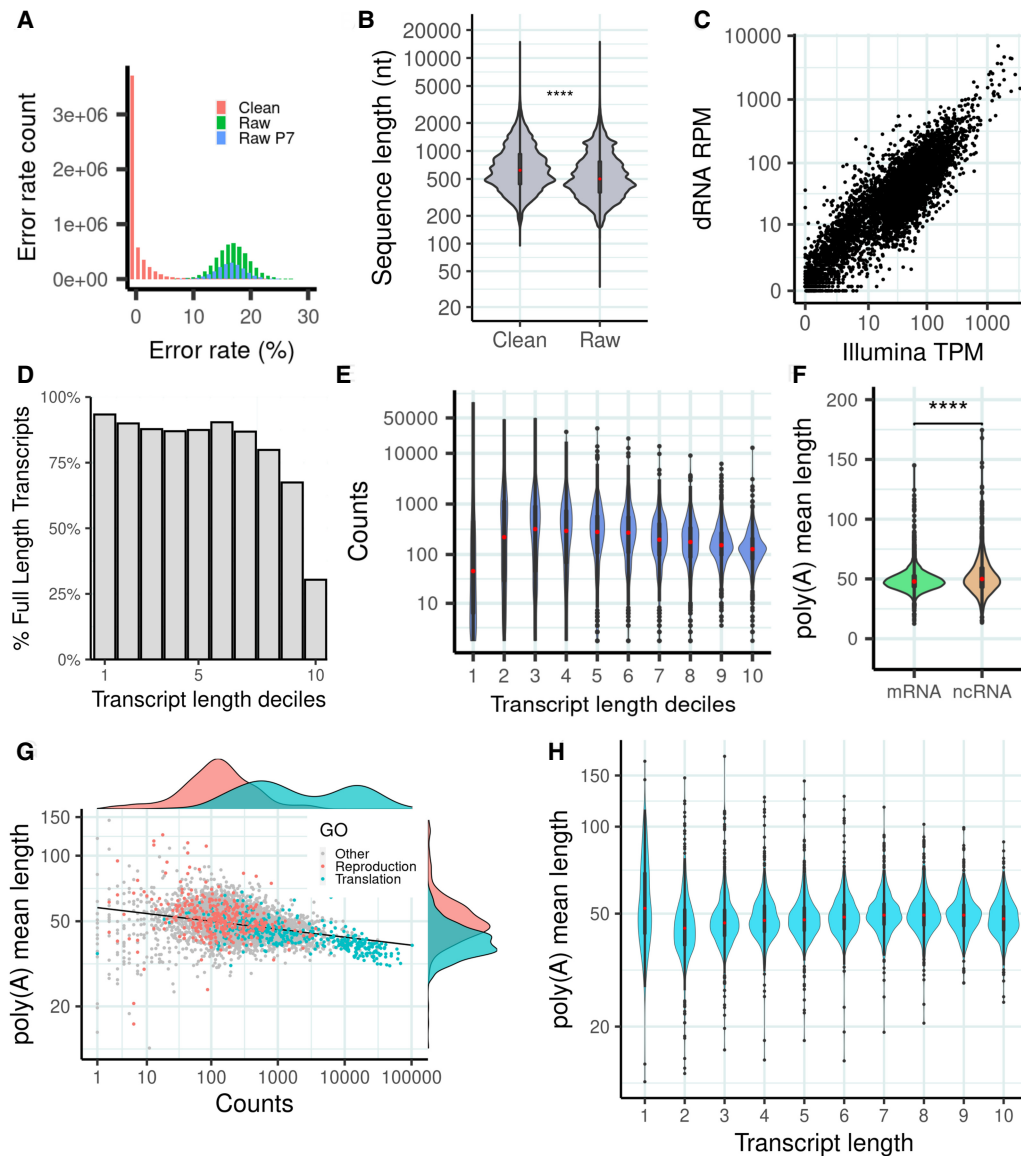 A
3e+06
2e+06
1e+06
0e+00
Error rate count
Clean
Raw
Raw P7
0 10 20 30
Error rate (%)
B
20000
10000
5000
2000
1000
500
200
100
50
20
Sequence length (nt)
****
Clean Raw
C
10000
1000
100
10
0
dRNA RPM
0 10 100 1000
Illumina TPM
D
100%
75%
50%
25%
0%
% Full Length Transcripts
1 5 10
Transcript length deciles
E
50000
10000
1000
100
10
Counts
1 2 3 4 5 6 7 8 9 10
Transcript length deciles
F
200
150
100
50
0
poly(A) mean length
****
mRNA ncRNA
G
150
100
50
20
poly(A) mean length
GO
Other
Reproduction
Translation
1 10 100 1000 10000 100000
Counts
H
150
100
50
20
poly(A) mean length
1 2 3 4 5 6 7 8 9 10
Transcript length